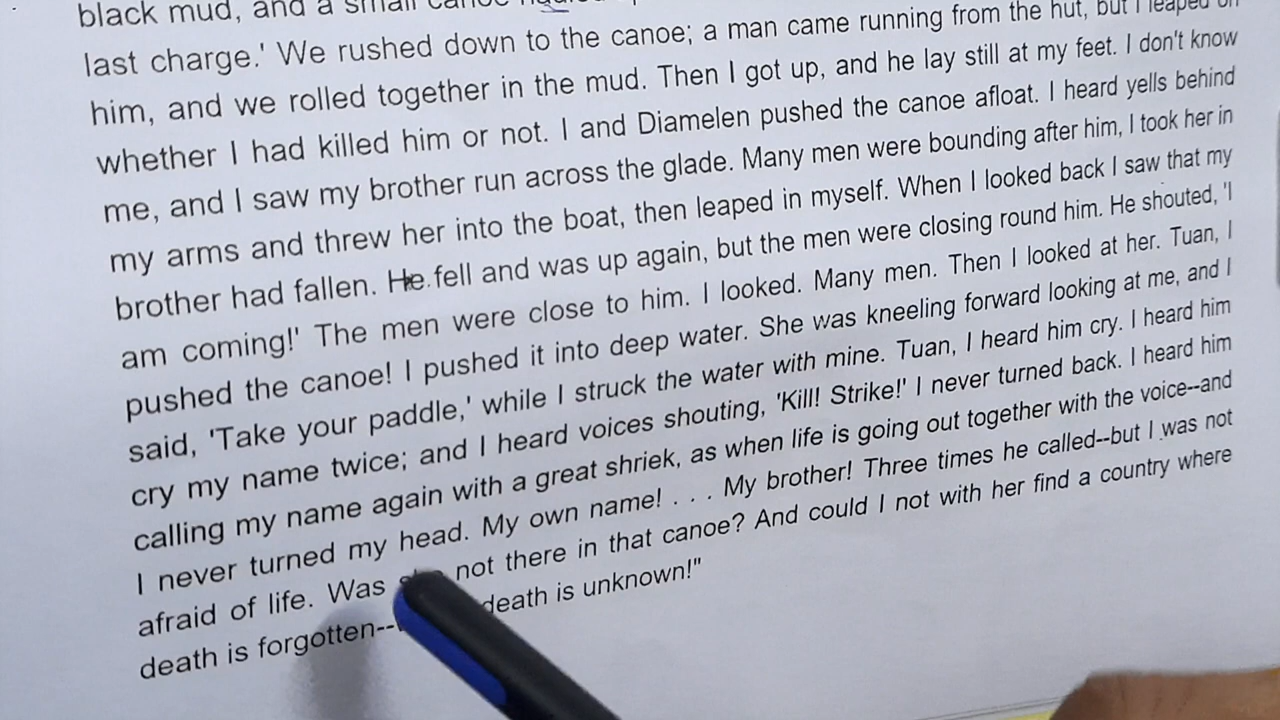 black mud, and a small canoe
last charge.' We rushed down to the canoe; a man came running from the hut, but I leaped on
him, and we rolled together in the mud. Then I got up, and he lay still at my feet. I don't know
whether I had killed him or not. I and Diamelen pushed the canoe afloat. I heard yells behind
me, and I saw my brother run across the glade. Many men were bounding after him, I took her in
my arms and threw her into the boat, then leaped in myself. When I looked back I saw that my
brother had fallen. He fell and was up again, but the men were closing round him. He shouted, 'I
am coming!' The men were close to him. I looked. Many men. Then I looked at her. Tuan, I
pushed the canoe! I pushed it into deep water. She was kneeling forward looking at me, and I
said, 'Take your paddle,' while I struck the water with mine. Tuan, I heard him cry. I heard him
cry my name twice; and I heard voices shouting, 'Kill! Strike!' I never turned back. I heard him
calling my name again with a great shriek, as when life is going out together with the voice--and
I never turned my head. My own name! . . . My brother! Three times he called--but I was not
afraid of life. Was not there in that canoe? And could I not with her find a country where
death is forgotten-- death is unknown!"